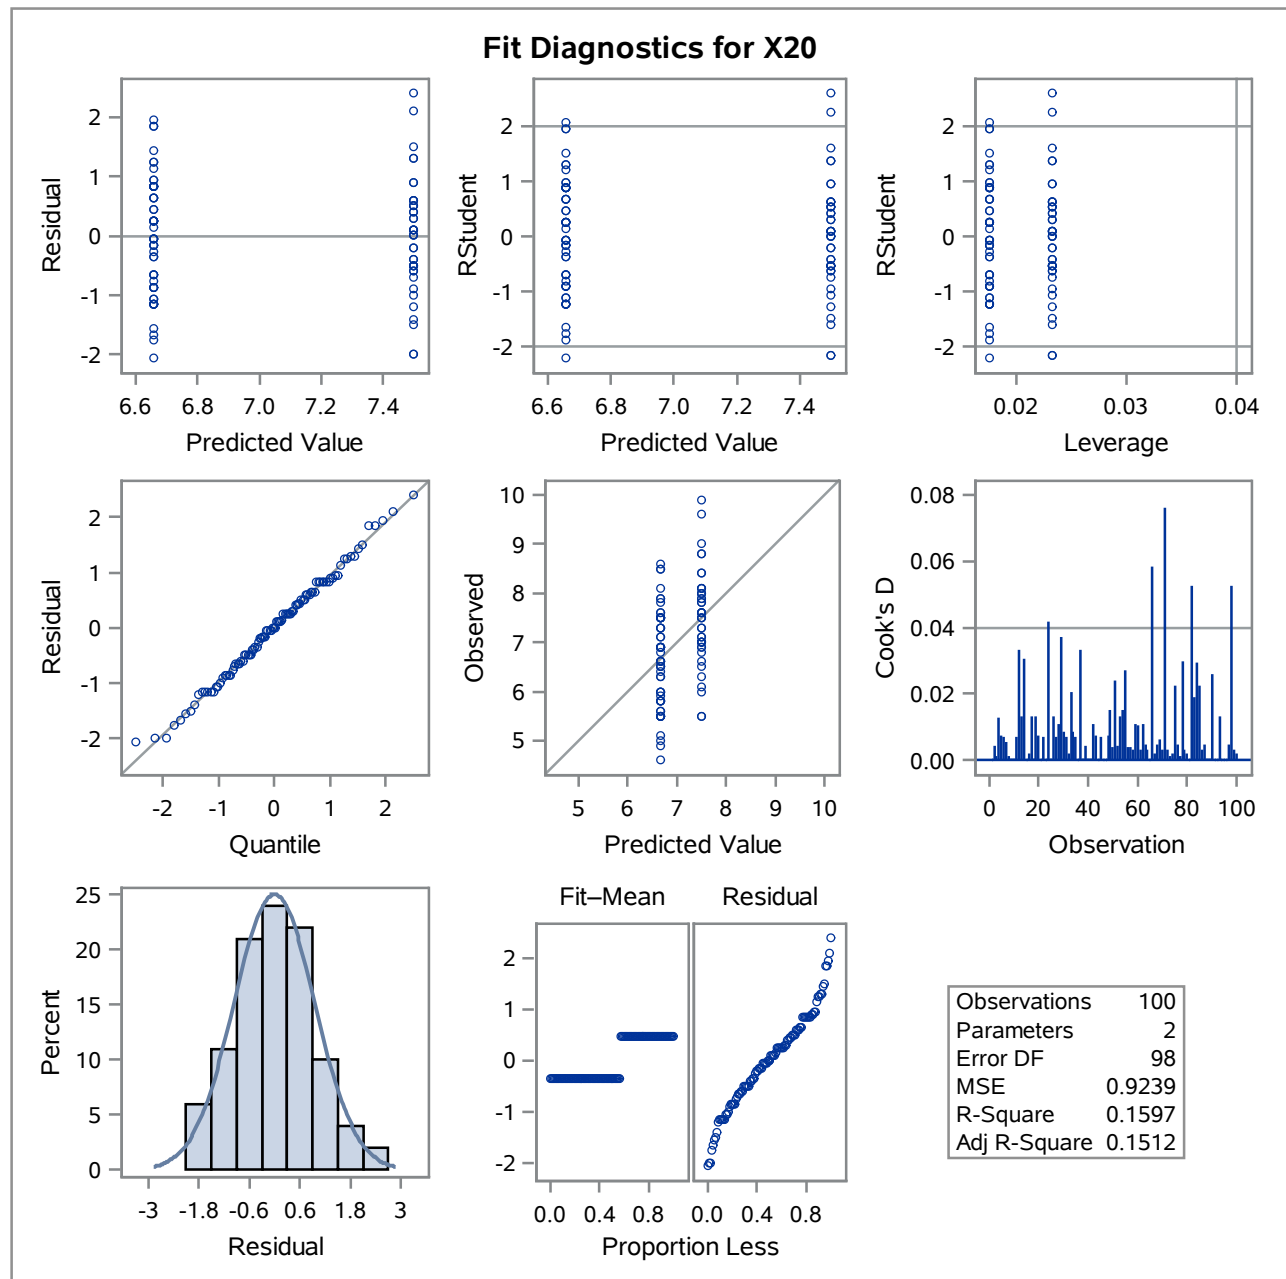 Fit Diagnostics for X20
Residual
2
1
0
-1
-2
6.6 6.8 7.0 7.2 7.4
Predicted Value
RStudent
2
1
0
-1
-2
6.6 6.8 7.0 7.2 7.4
Predicted Value
RStudent
2
1
0
-1
-2
0.02 0.03 0.04
Leverage
Residual
2
1
0
-1
-2
-2 -1 0 1 2
Quantile
Observed
10
9
8
7
6
5
5 6 7 8 9 10
Predicted Value
Cook's D
0.08
0.06
0.04
0.02
0.00
0 20 40 60 80 100
Observation
Percent
25
20
15
10
5
0
-3 -1.8 -0.6 0.6 1.8 3
Residual
Fit–Mean Residual
2
1
0
-1
-2
0.0 0.4 0.8 0.0 0.4 0.8
Proportion Less
Observations 100
Parameters 2
Error DF 98
MSE 0.9239
R-Square 0.1597
Adj R-Square 0.1512